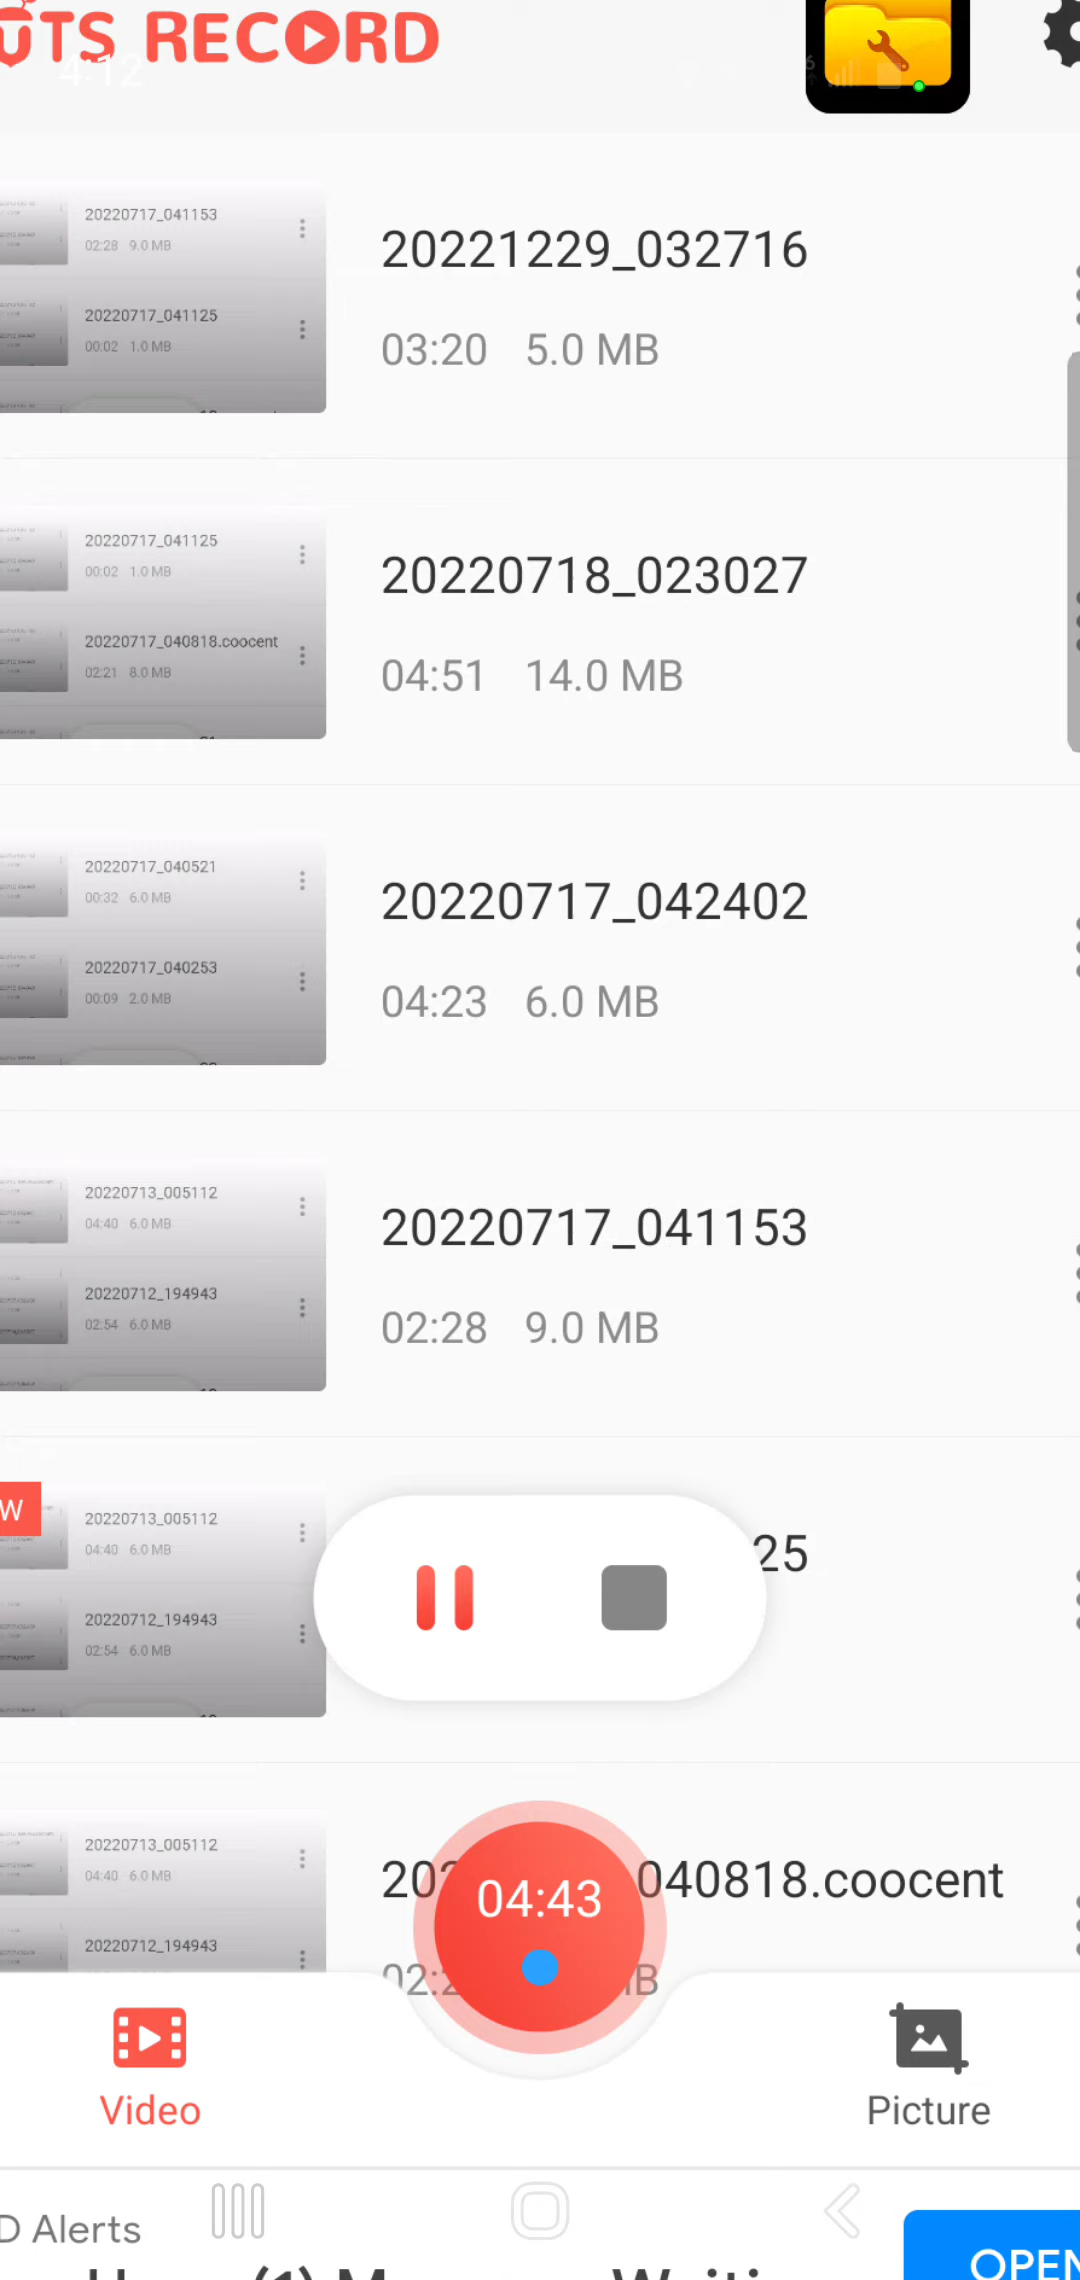 UTS RECORD
4:12
20220717_041153
02:28 9.0 MB
20220717_041125
00:02 1.0 MB
20221229_032716
03:20 5.0 MB
20220717_041125
00:02 1.0 MB
20220717_040818.coocent
02:21 8.0 MB
20220718_023027
04:51 14.0 MB
20220717_040521
00:32 6.0 MB
20220717_040253
00:09 2.0 MB
20220717_042402
04:23 6.0 MB
20220713_005112
04:40 6.0 MB
20220712_194943
02:54 6.0 MB
20220717_041153
02:28 9.0 MB
W
20220713_005112
04:40 6.0 MB
20220712_194943
02:54 6.0 MB
25
20220713_005112
04:40 6.0 MB
20220712_194943
040818.coocent
04:43
Video
Picture
D Alerts
OPEN